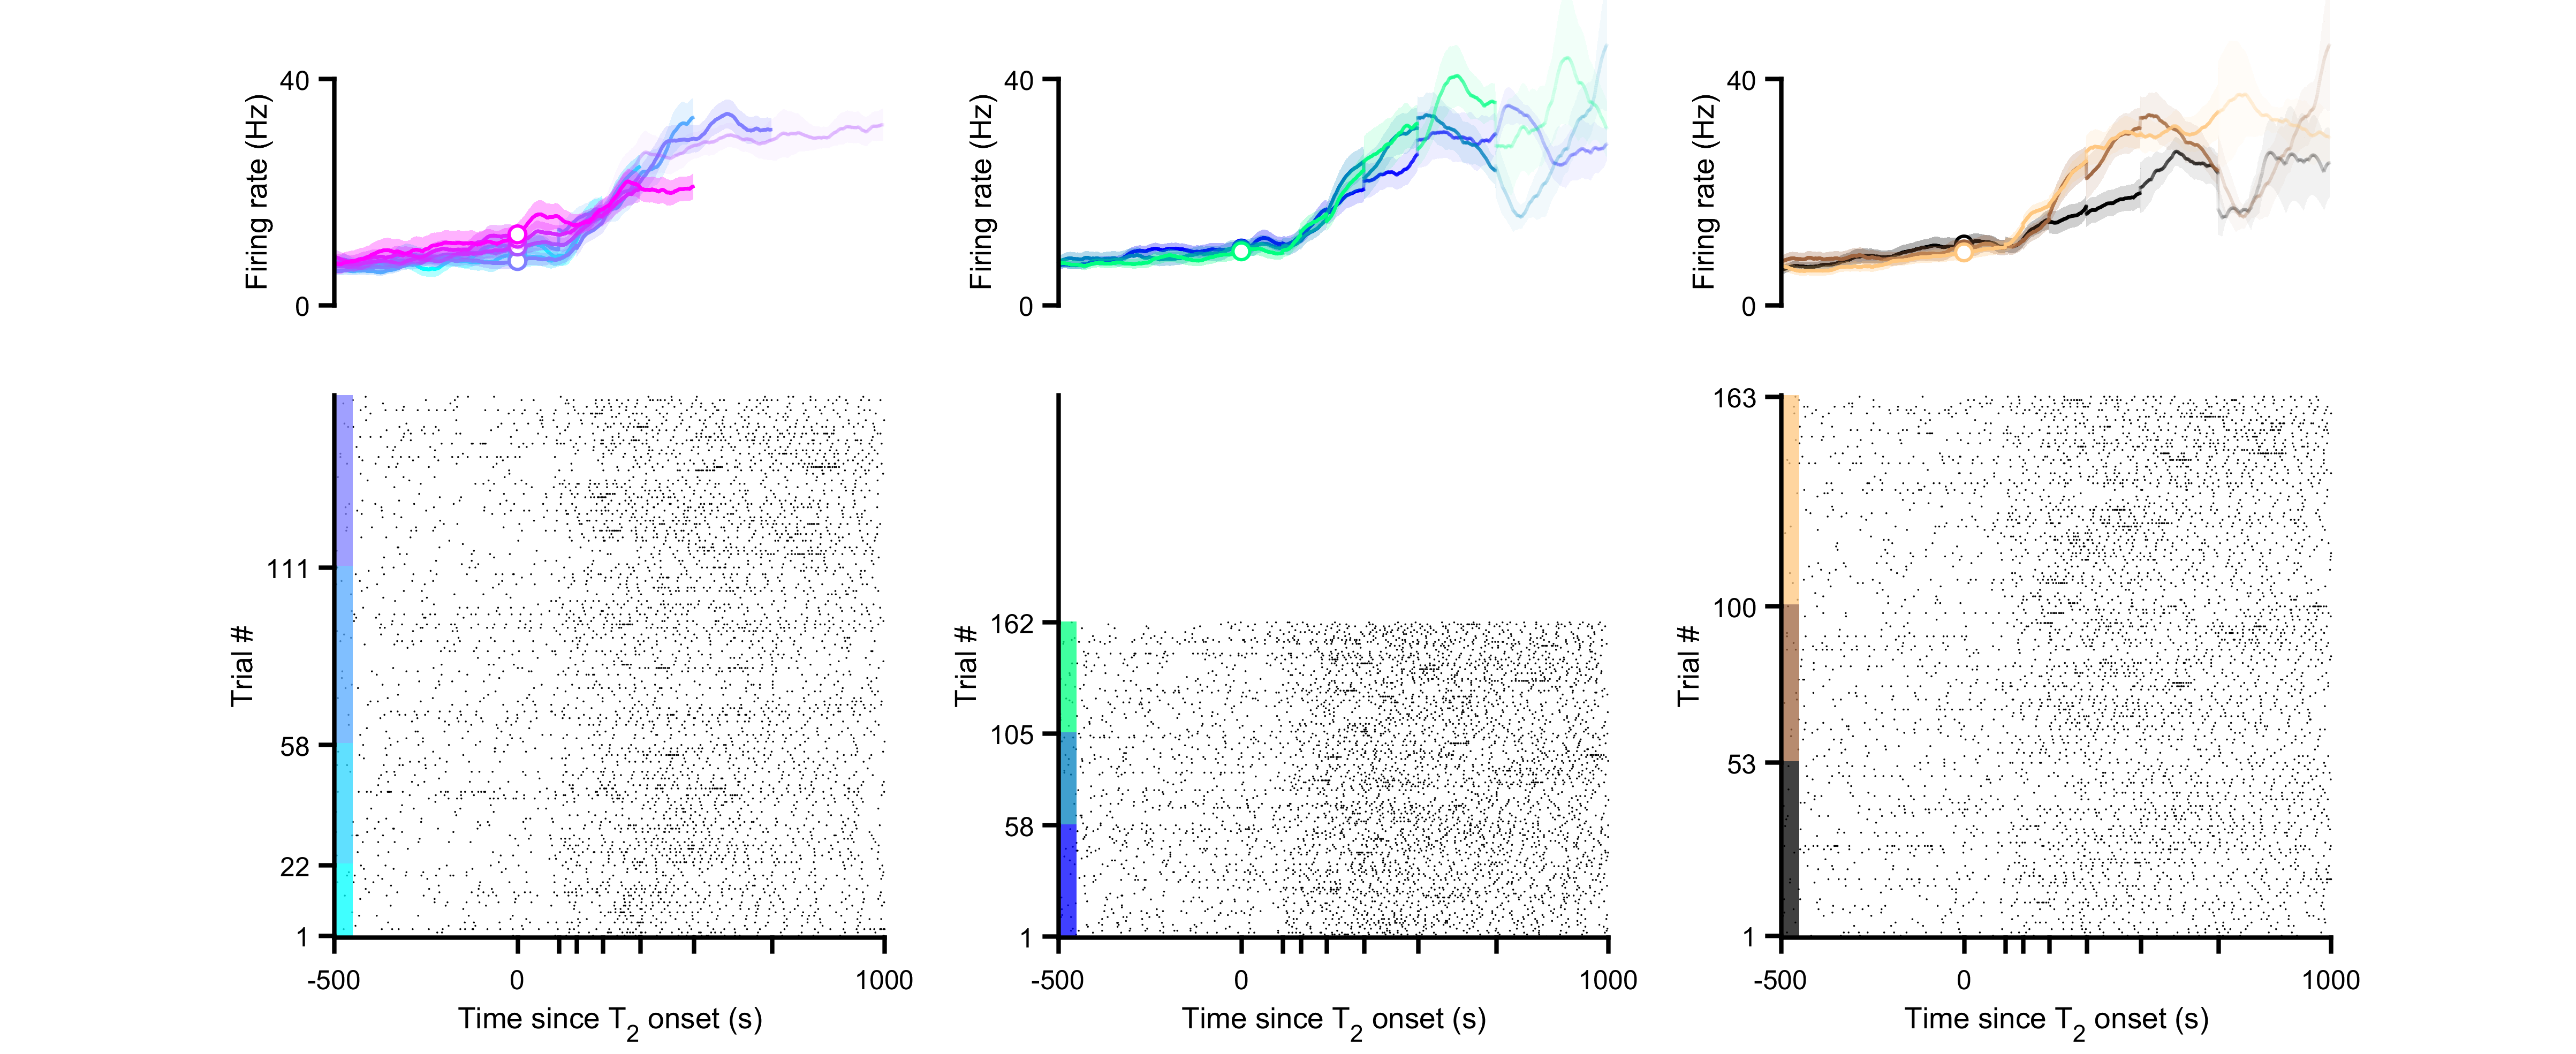 40
Firing rate (Hz)
0
40
Firing rate (Hz)
0
40
Firing rate (Hz)
0
111
58
22
1
Trial #
-500 0 1000
Time since T2 onset (s)
162
105
58
1
Trial #
-500 0 1000
Time since T2 onset (s)
163
100
53
1
Trial #
-500 0 1000
Time since T2 onset (s)